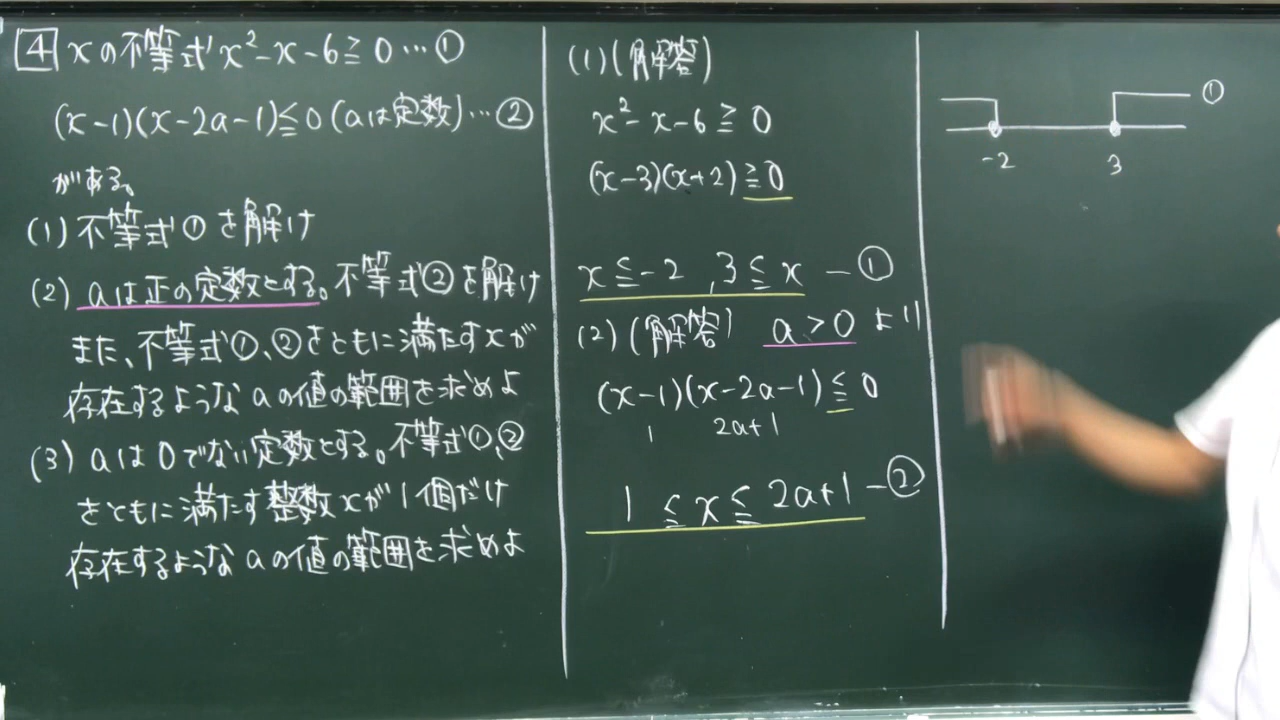 4 xの不等式 x²-x-6≧0…①
(x-1)(x-2a-1)≦0(aは定数)…②
がある。
(1) 不等式①を解け
(2) aは正の定数とする。不等式②を解け
また、不等式①、②をともに満たすxが
存在するようなaの値の範囲を求めよ
(3) aは0でない定数とする。不等式①、②
をともに満たす整数xが1個だけ
存在するようなaの値の範囲を求めよ
(1)(解答)
x²-x-6≧0
(x-3)(x+2)≧0
x≦-2,3≦x-①
(2)(解答) a>0より
(x-1)(x-2a-1)≦0
1 2a+1
1≦x≦2a+1-②
①
-2 3